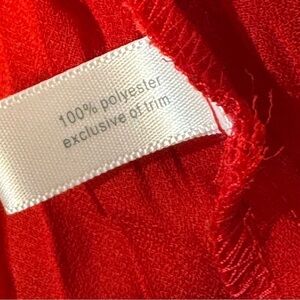 100% polyester
exclusive of trim